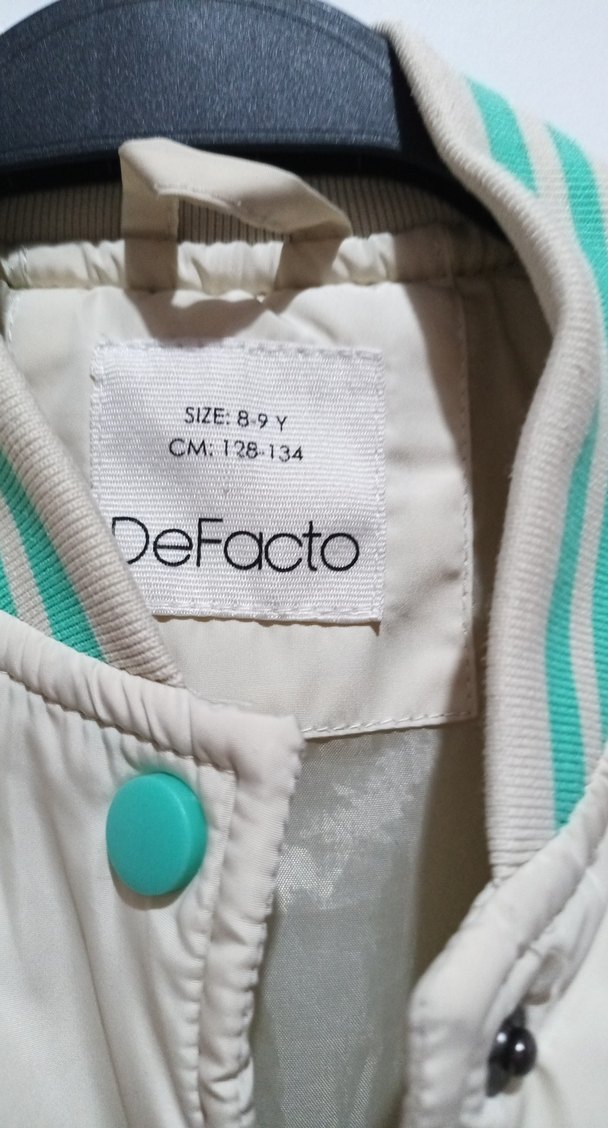 SIZE: 8-9 Y
CM: 128-134
DeFacto